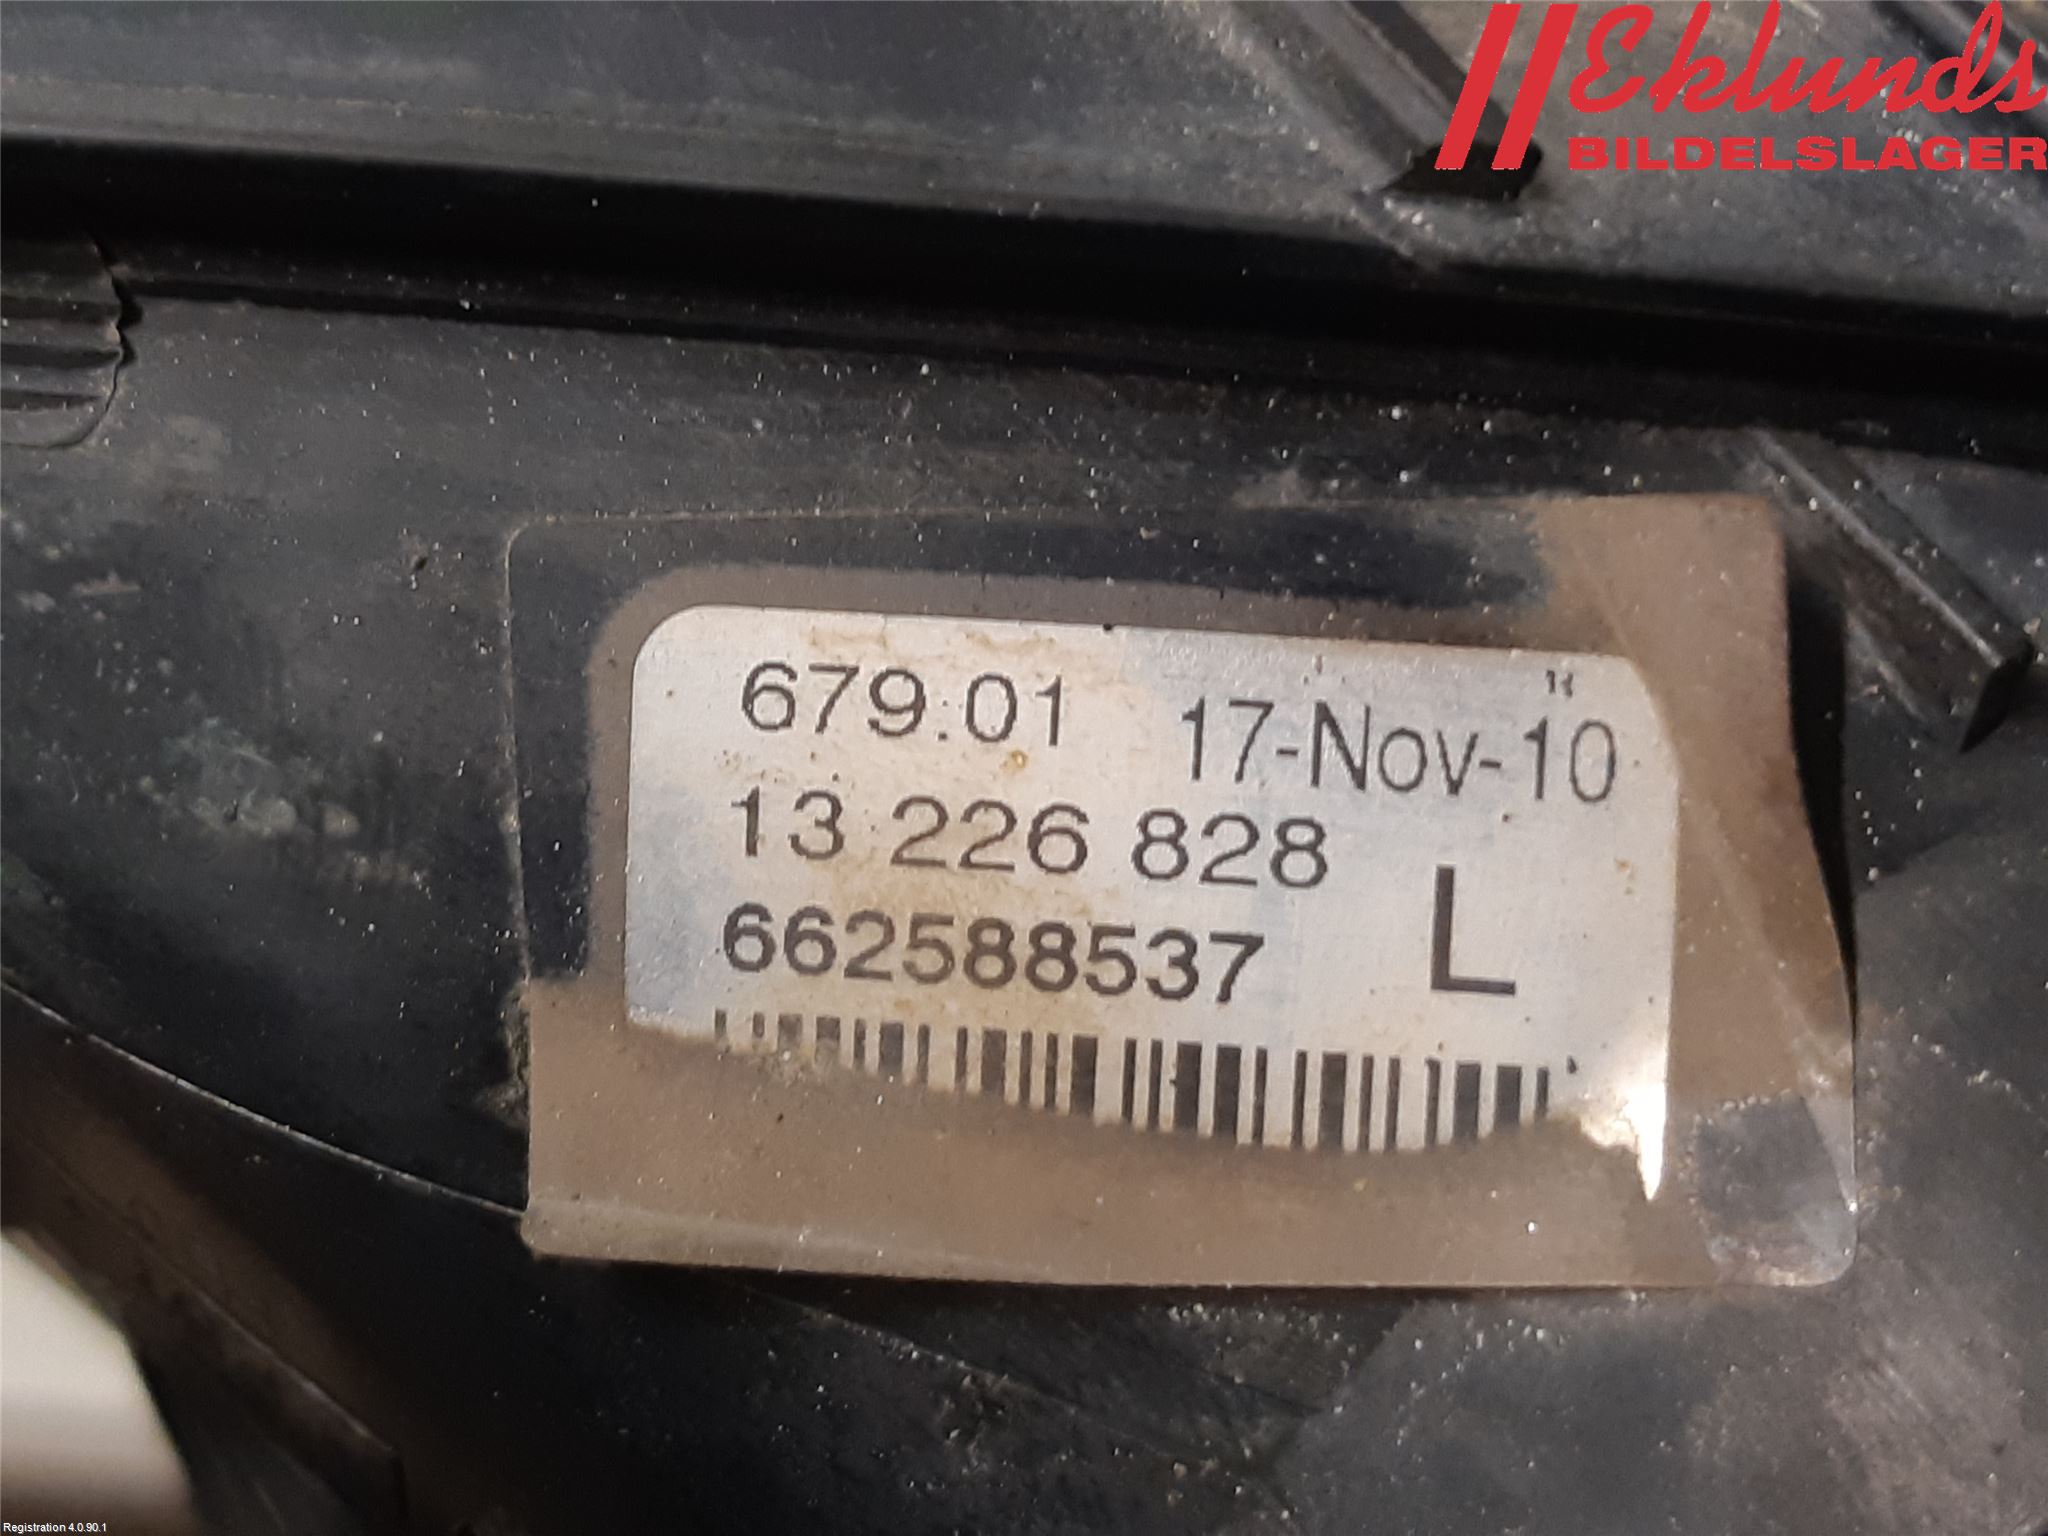 Eklunds
BILDELSLAGER
679.01 17-Nov-10
13 226 828
662588537 L
Registration 4.0.90.1